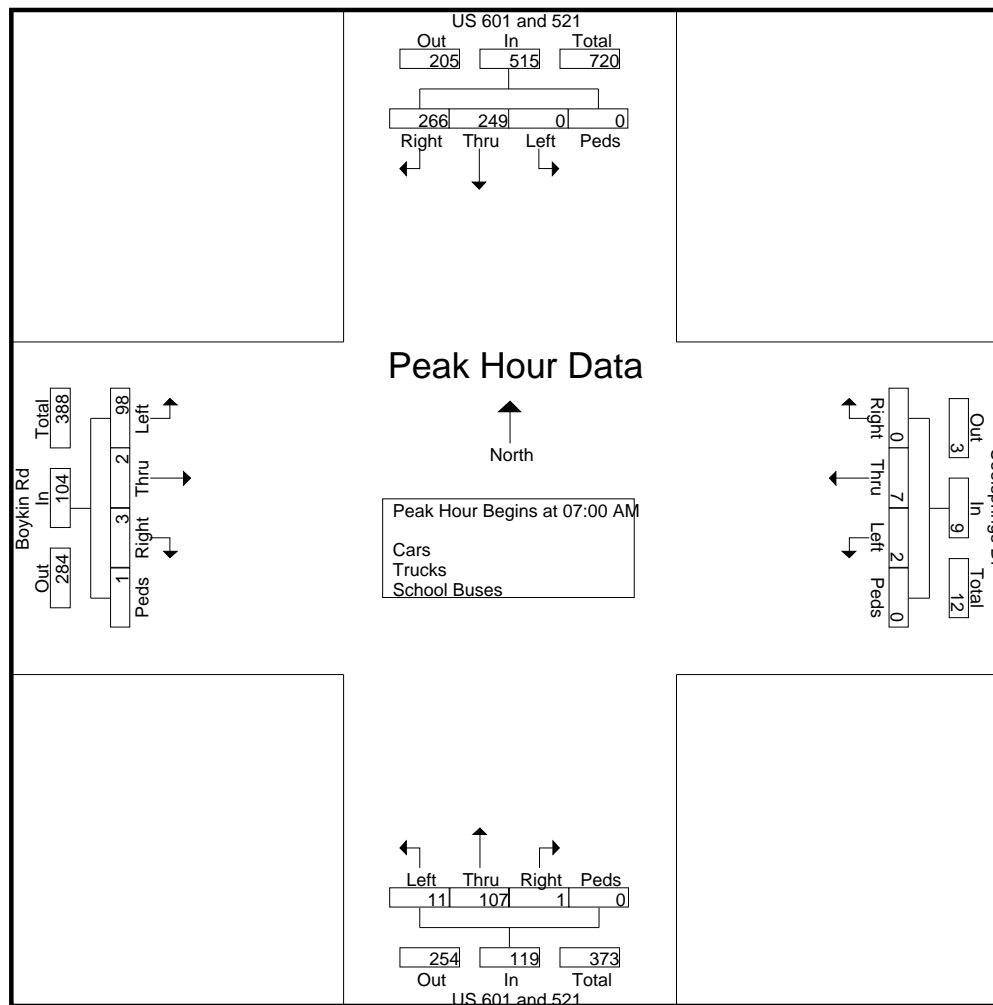 US 601 and 521
Out In Total
205 515 720
266 249 0 0
Right Thru Left Peds
Peak Hour Data
North
Peak Hour Begins at 07:00 AM
Cars
Trucks
School Buses
Boykin Rd
Out In Total
284 104 388
98 2 3 1
Left Thru Right Peds
Right Thru Left Peds
0 7 2 0
Out In Total
3 9 12
Left Thru Right Peds
11 107 1 0
254 119 373
Out In Total
US 601 and 521